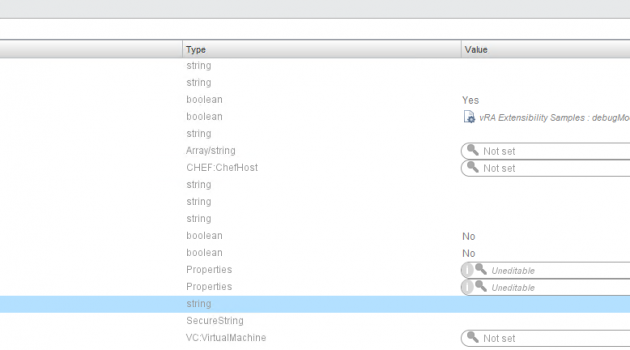 Type Value
string
string
boolean Yes
boolean vRA Extensibility Samples : debugMo
string
Array/string Not set
CHEF:ChefHost Not set
string
string
string
boolean No
boolean No
Properties Uneditable
Properties Uneditable
string
SecureString
VC:VirtualMachine Not set